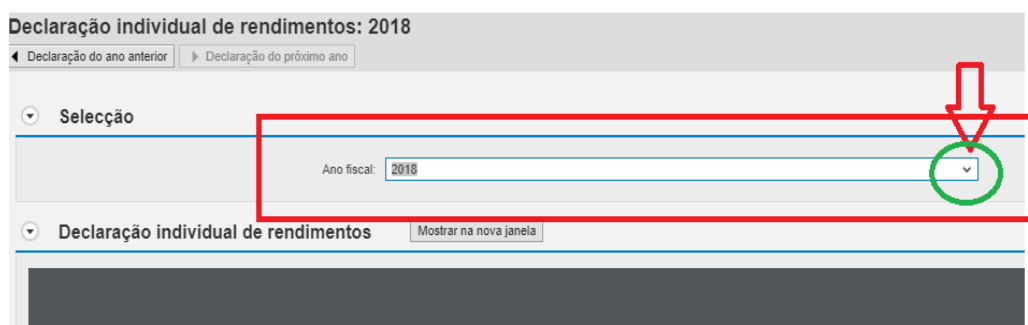 Declaração individual de rendimentos: 2018
Declaração do ano anterior Declaração do próximo ano
Selecção
Ano fiscal: 2018
Declaração individual de rendimentos Mostrar na nova janela